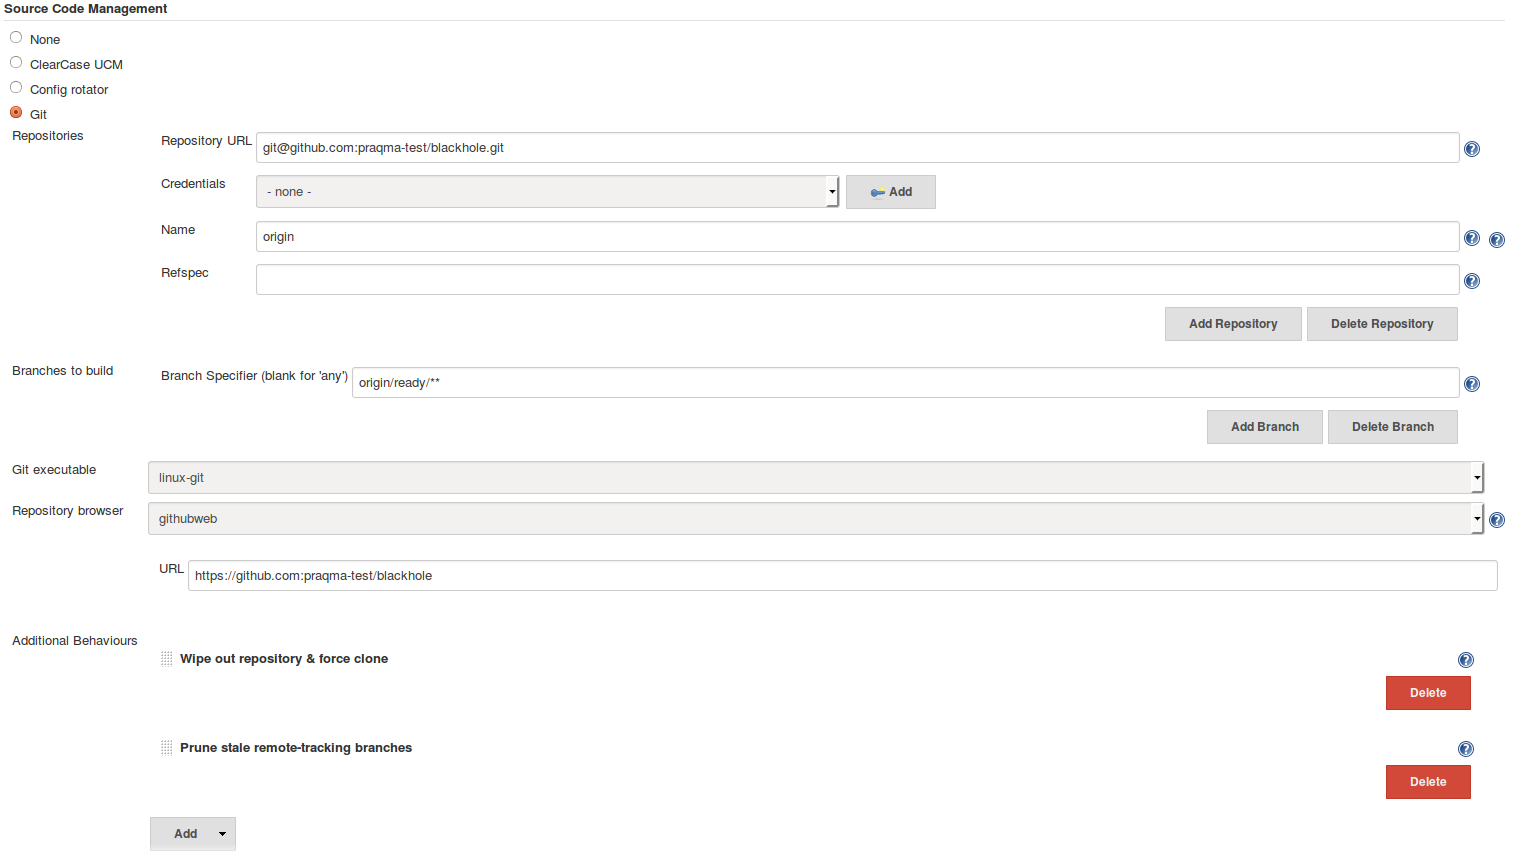 Source Code Management
None
ClearCase UCM
Config rotator
Git
Repositories
Repository URL git@github.com:praqma-test/blackhole.git
Credentials - none - Add
Name origin
Refspec
Add Repository Delete Repository
Branches to build Branch Specifier (blank for 'any') origin/ready/**
Add Branch Delete Branch
Git executable linux-git
Repository browser githubweb
URL https://github.com:praqma-test/blackhole
Additional Behaviours
Wipe out repository & force clone
Delete
Prune stale remote-tracking branches
Delete
Add